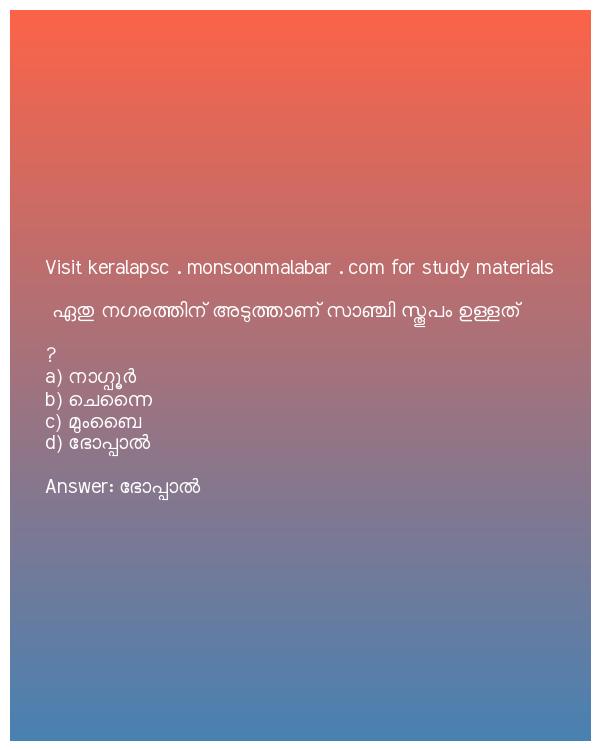 Visit keralapsc . monsoonmalabar . com for study materials
ഏതു നഗരത്തിന് അടുത്താണ് സാഞ്ചി സ്തൂപം ഉള്ളത്
?
a) നാഗ്പൂർ
b) ചെന്നൈ
c) മുംബൈ
d) ഭോപ്പാൽ
Answer: ഭോപ്പാൽ